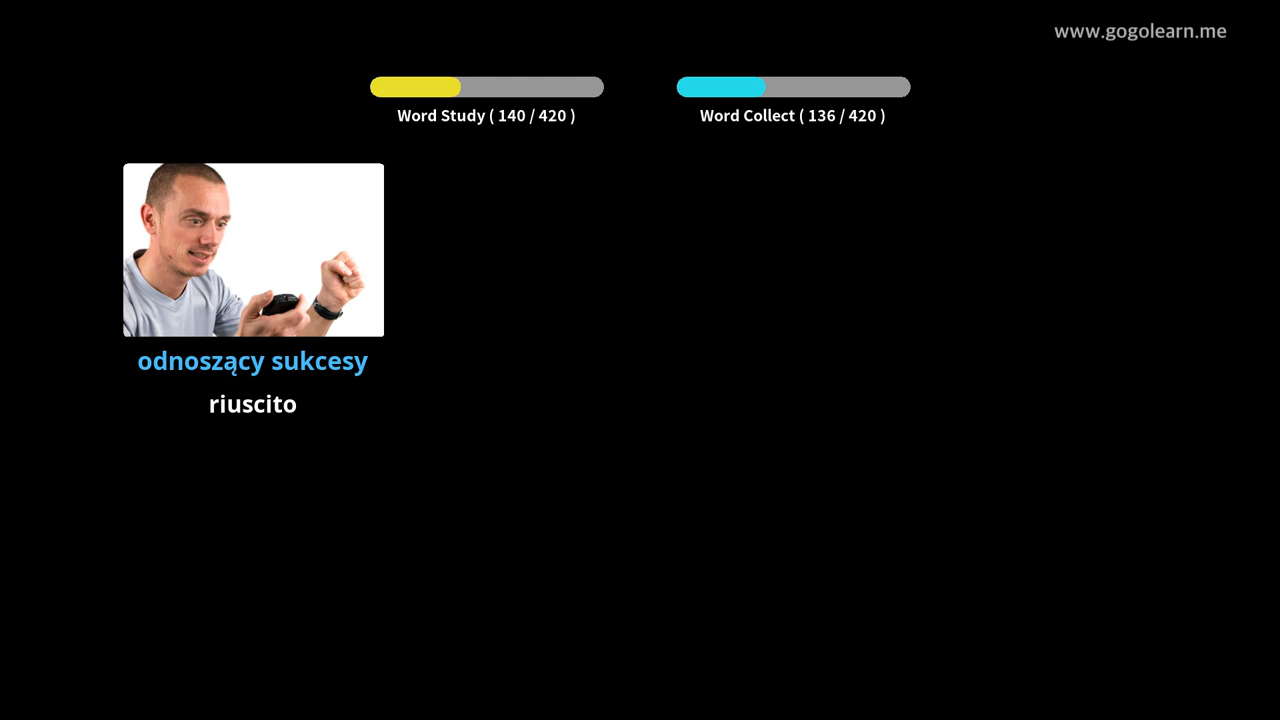 www.gogolearn.me
Word Study ( 140 / 420 )
Word Collect ( 136 / 420 )
odnoszący sukcesy
riuscito